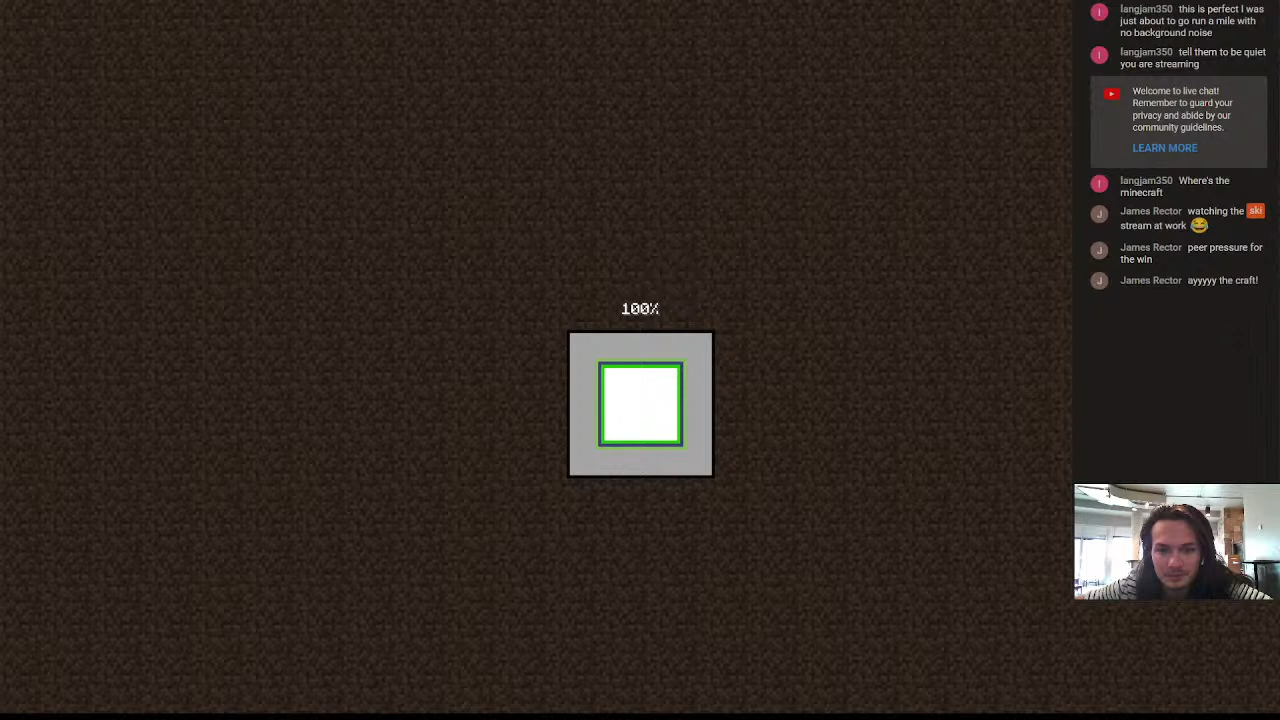 langjam350 this is perfect I was
just about to go run a mile with
no background noise
langjam350 tell them to be quiet
you are streaming
Welcome to live chat!
Remember to guard your
privacy and abide by our
community guidelines.
LEARN MORE
langjam350 Where's the
minecraft
James Rector watching the ski
stream at work 😂
James Rector peer pressure for
the win
James Rector ayyyyy the craft!
100%